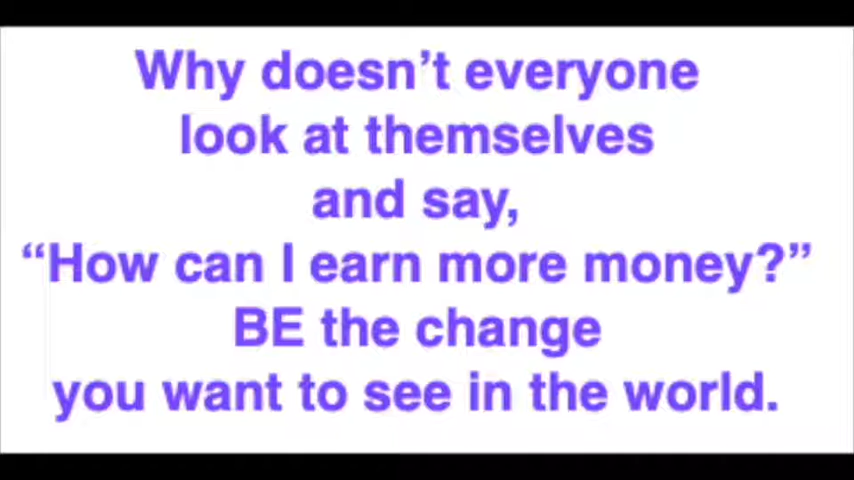 Why doesn’t everyone
look at themselves
and say,
“How can I earn more money?”
BE the change
you want to see in the world.